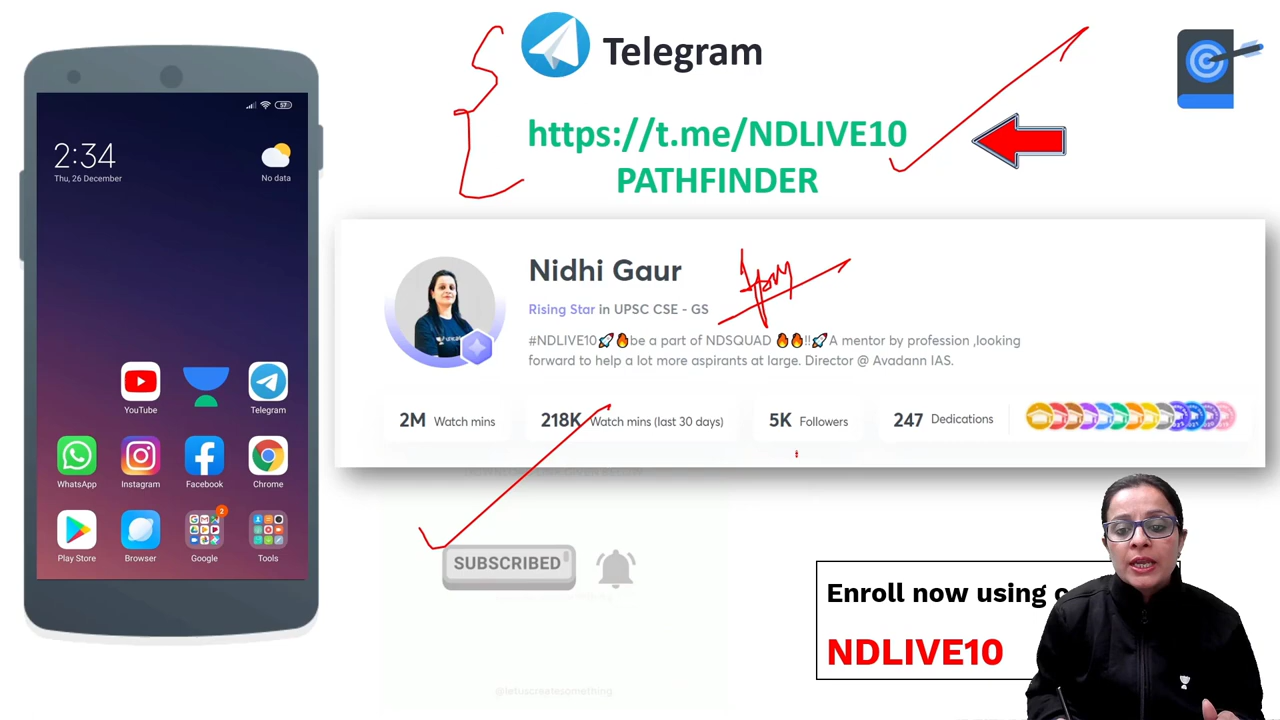 Telegram
https://t.me/NDLIVE10
PATHFINDER
57
2:34
Thu, 26 December
No data
YouTube
Telegram
WhatsApp
Instagram
Facebook
Chrome
2
Play Store
Browser
Google
Tools
Nidhi Gaur
Rising Star in UPSC CSE - GS
#NDLIVE10🚀🔥be a part of NDSQUAD 🔥🔥!!🚀A mentor by profession ,looking
forward to help a lot more aspirants at large. Director @ Avadann IAS.
2M Watch mins
218K Watch mins (last 30 days)
5K Followers
247 Dedications
SUBSCRIBED
Enroll now using
NDLIVE10
@letuscreatesomething